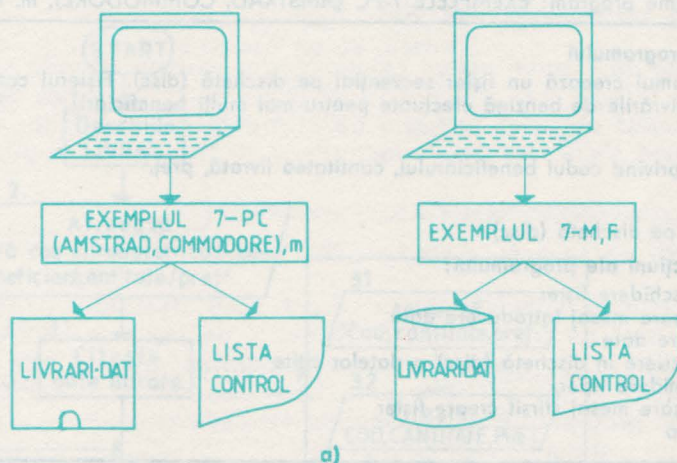 EXEMPLUL 7-PC
(AMSTRAD,COMMODORE),m
EXEMPLUL 7-M,F
LIVRARI-DAT
LISTA
CONTROL
LIVRARI-DAT
LISTA
CONTROL
a)